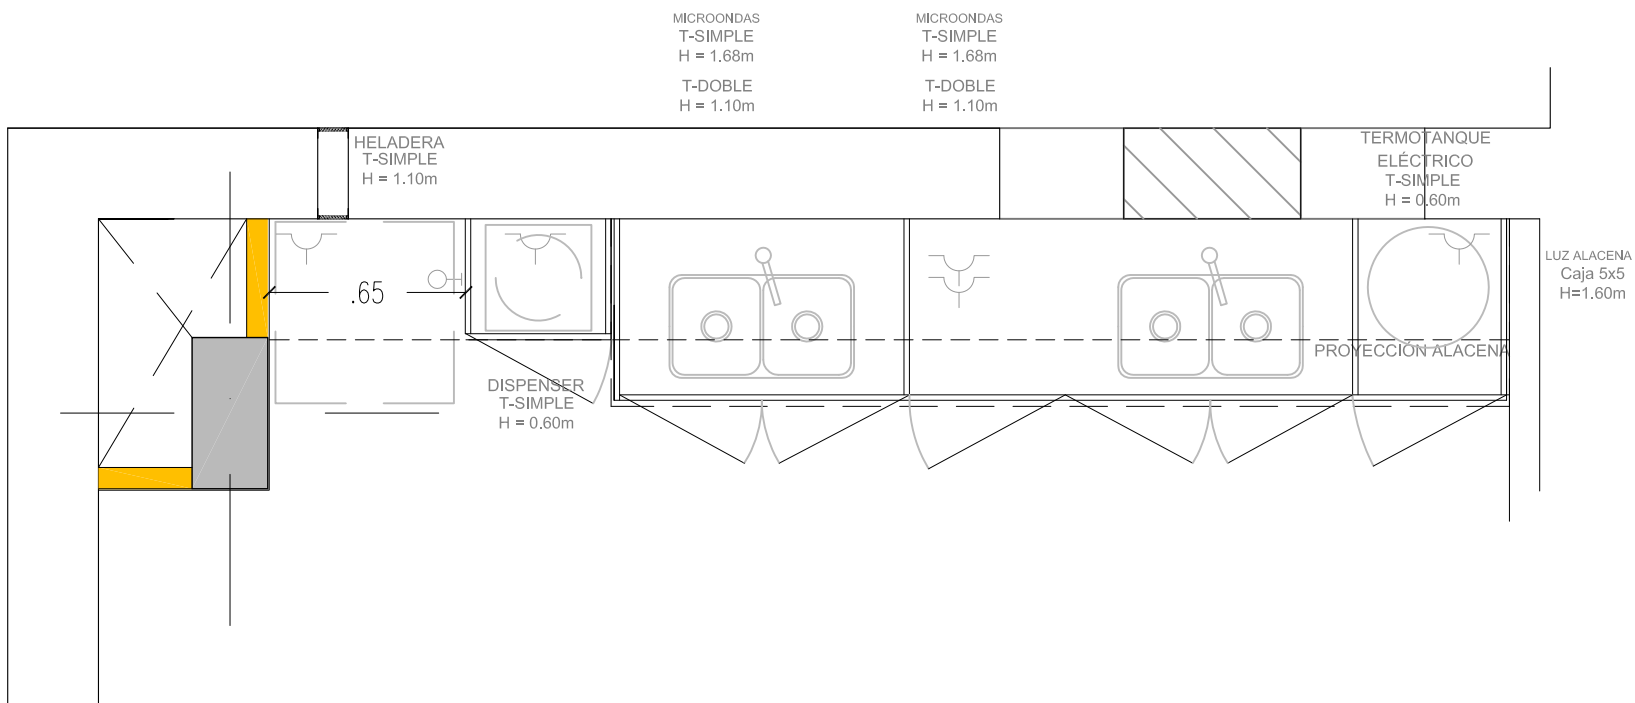 MICROONDAS
T-SIMPLE
H = 1.68m
T-DOBLE
H = 1.10m
MICROONDAS
T-SIMPLE
H = 1.68m
T-DOBLE
H = 1.10m
HELADERA
T-SIMPLE
H = 1.10m
TERMOTANQUE
ELÉCTRICO
T-SIMPLE
H = 0.60m
LUZ ALACENA
Caja 5x5
H=1.60m
.65
PROYECCIÓN ALACENA
DISPENSER
T-SIMPLE
H = 0.60m